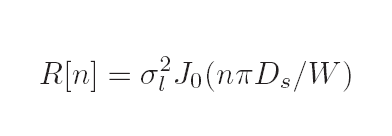 R[n] = σ_l^2 J_0(nπD_s/W)